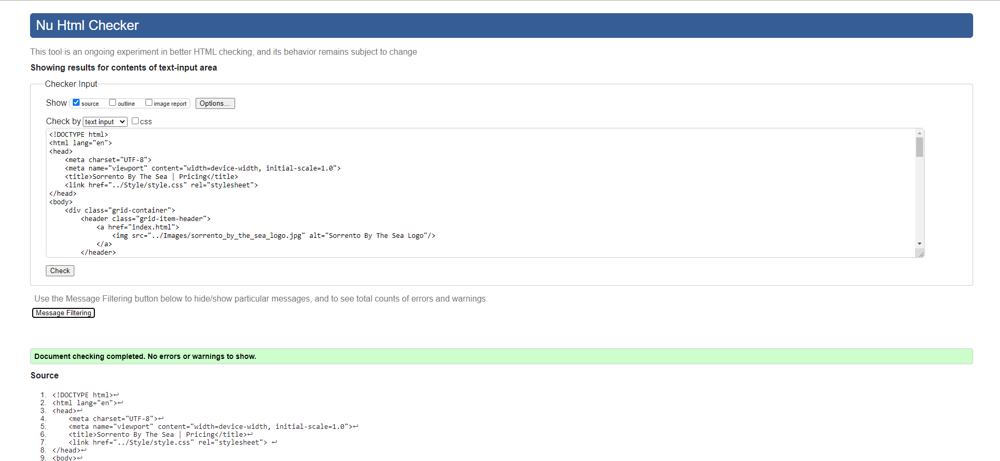 Nu Html Checker
This tool is an ongoing experiment in better HTML checking, and its behavior remains subject to change
Showing results for contents of text-input area
Checker Input
Show source outline image report Options...
Check by text input css
<!DOCTYPE html>
<html lang="en">
<head>
    <meta charset="UTF-8">
    <meta name="viewport" content="width=device-width, initial-scale=1.0">
    <title>Sorrento By The Sea | Pricing</title>
    <link href="../Style/style.css" rel="stylesheet">
</head>
<body>
    <div class="grid-container">
        <header class="grid-item-header">
            <a href="index.html">
                <img src="../Images/sorrento_by_the_sea_logo.jpg" alt="Sorrento By The Sea Logo"/>
            </a>
        </header>
Check
Use the Message Filtering button below to hide/show particular messages, and to see total counts of errors and warnings.
Message Filtering
Document checking completed. No errors or warnings to show.
Source
1. <!DOCTYPE html>↩
2. <html lang="en">↩
3. <head>↩
4.     <meta charset="UTF-8">↩
5.     <meta name="viewport" content="width=device-width, initial-scale=1.0">↩
6.     <title>Sorrento By The Sea | Pricing</title>↩
7.     <link href="../Style/style.css" rel="stylesheet"> ↩
8. </head>↩
9. <body>↩